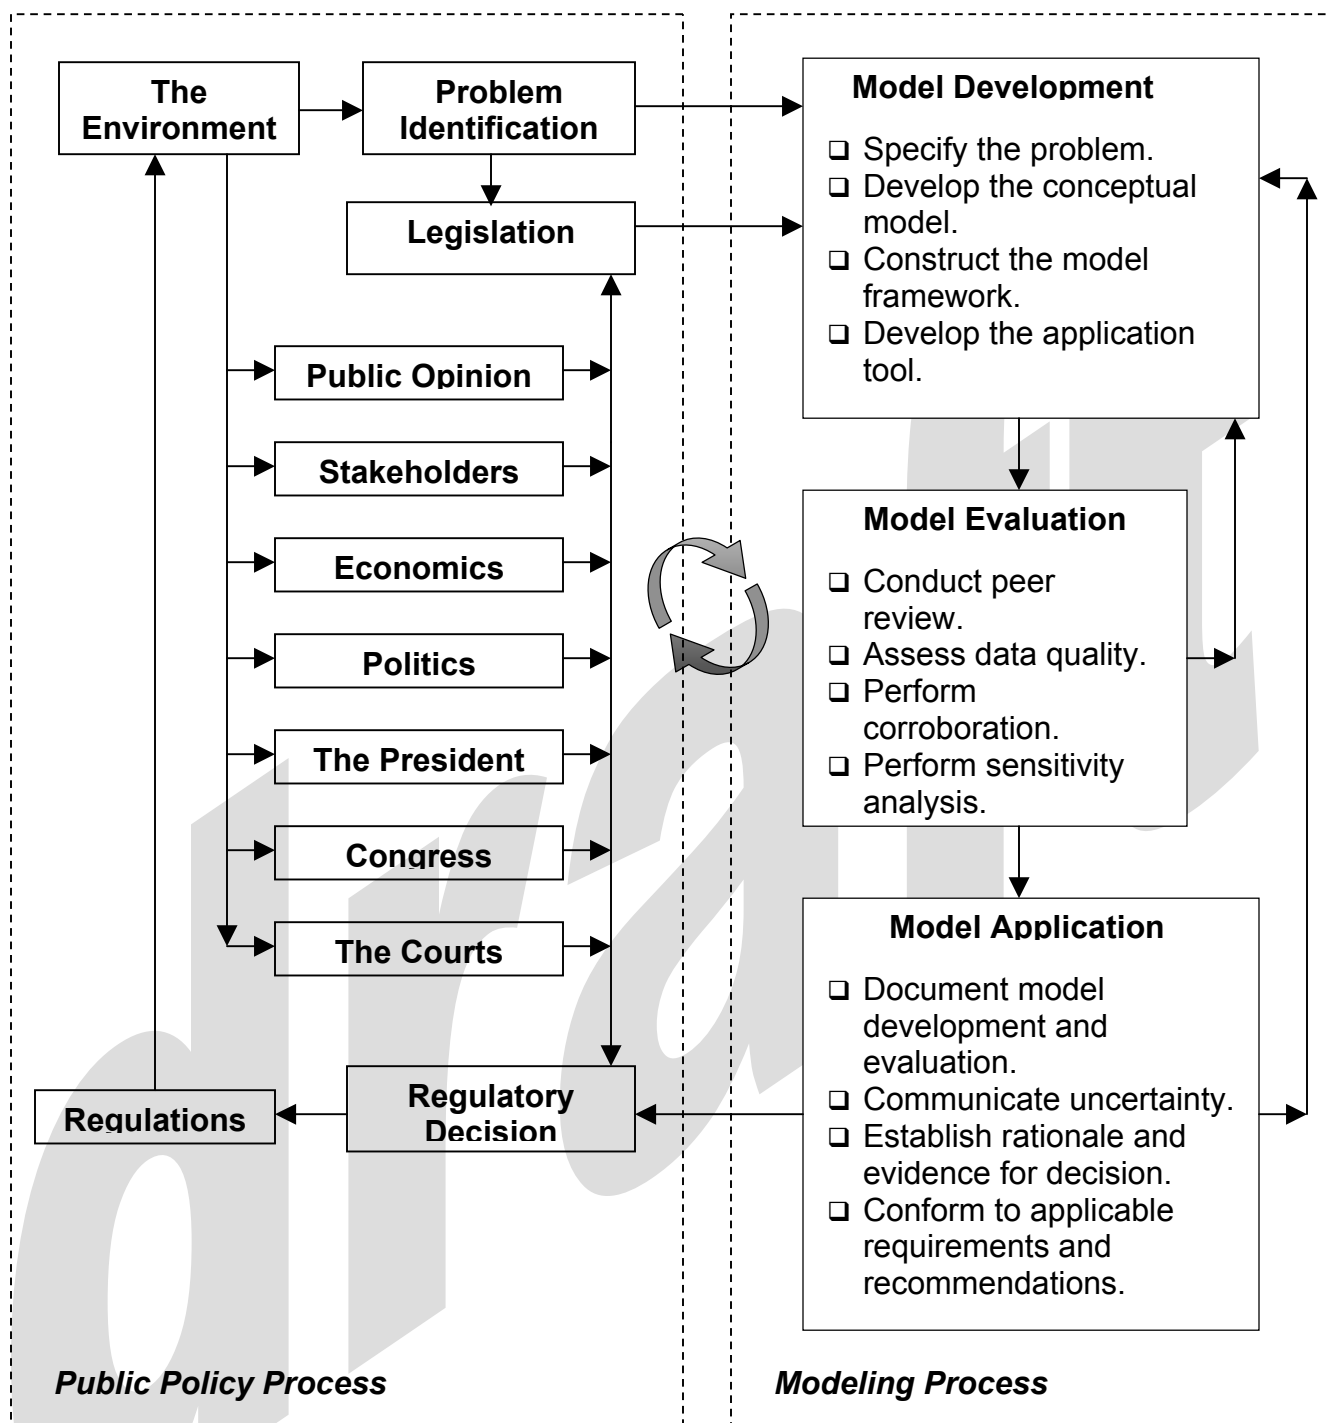 The
Environment
Problem
Identification
Legislation
Public Opinion
Stakeholders
Economics
Politics
The President
Congress
The Courts
Regulatory
Decision
Regulations
Public Policy Process
Model Development
❑ Specify the problem.
❑ Develop the conceptual
model.
❑ Construct the model
framework.
❑ Develop the application
tool.
Model Evaluation
❑ Conduct peer
review.
❑ Assess data quality.
❑ Perform
corroboration.
❑ Perform sensitivity
analysis.
Model Application
❑ Document model
development and
evaluation.
❑ Communicate uncertainty.
❑ Establish rationale and
evidence for decision.
❑ Conform to applicable
requirements and
recommendations.
Modeling Process
draft